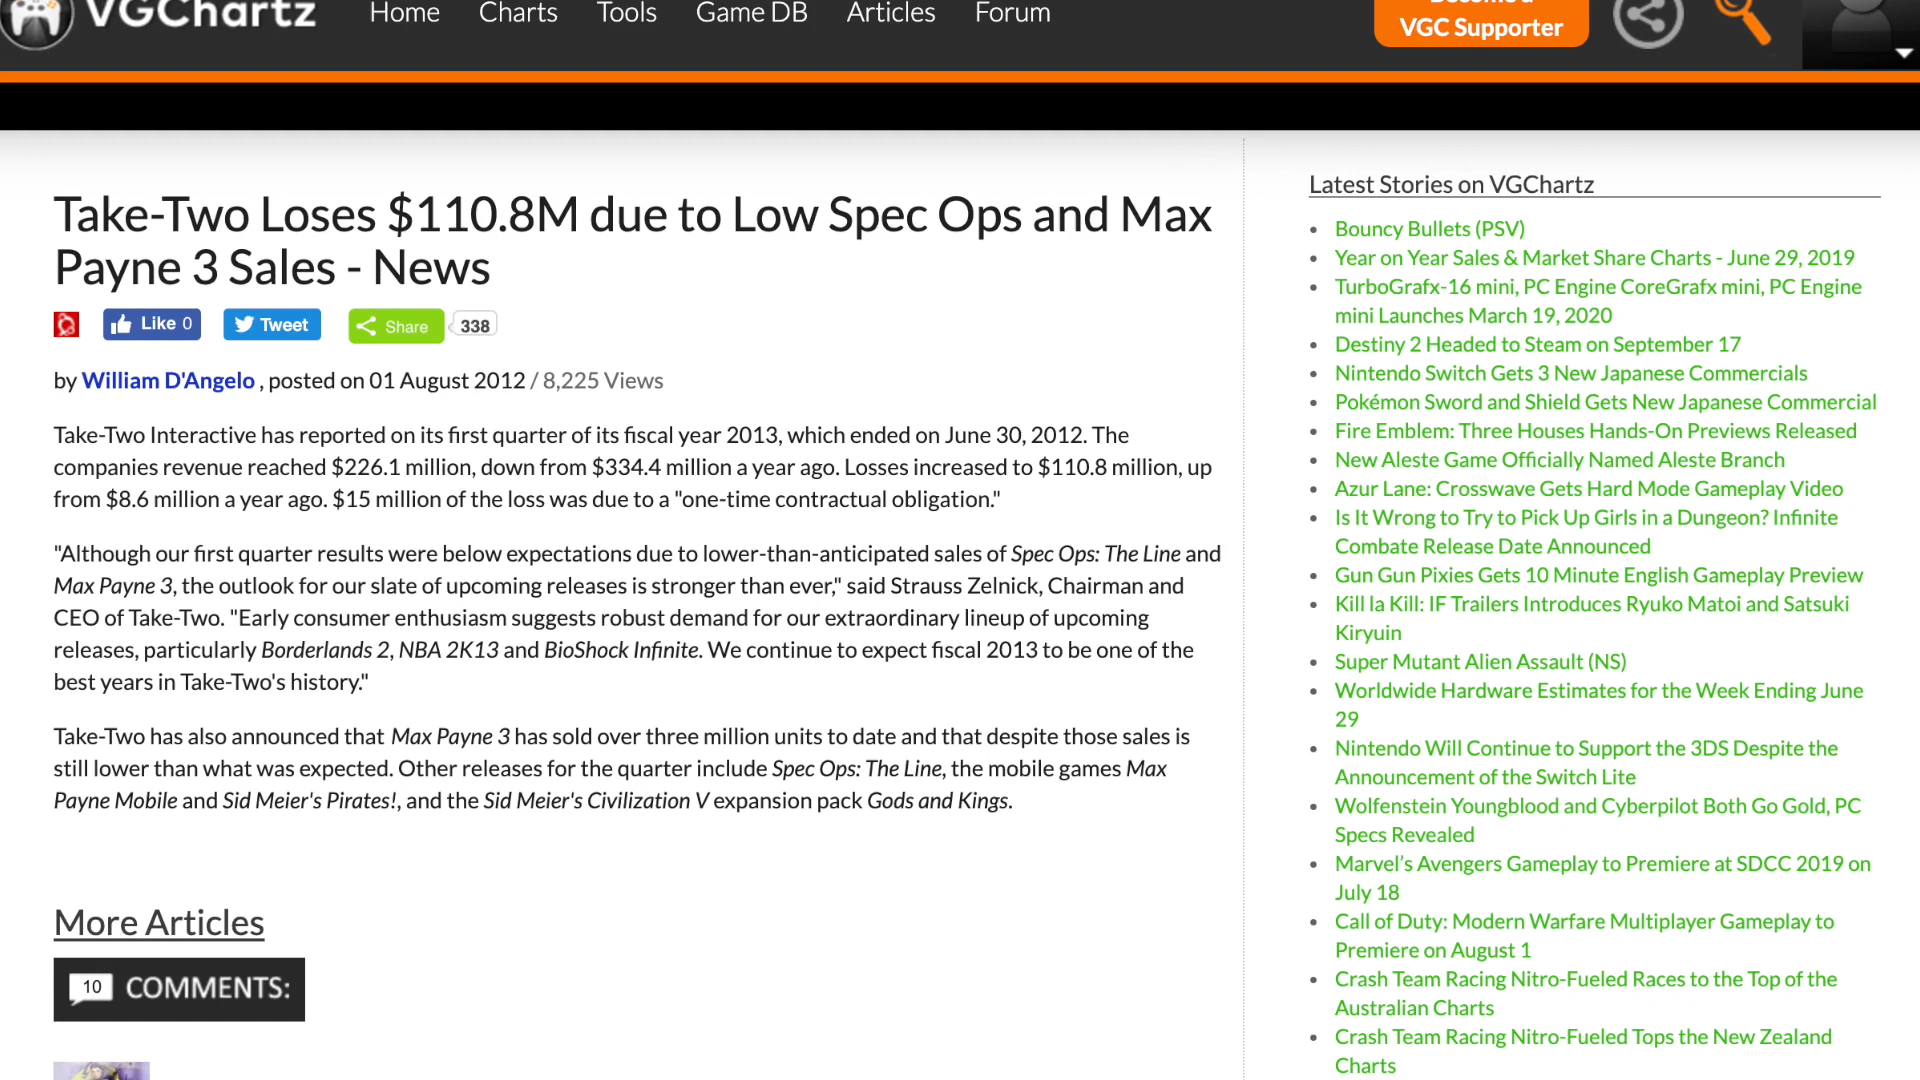 VGChartz
Home Charts Tools Game DB Articles Forum
Become a
VGC Supporter
Take-Two Loses $110.8M due to Low Spec Ops and Max
Payne 3 Sales - News
Like 0
Tweet
Share
338
by William D'Angelo , posted on 01 August 2012 / 8,225 Views
Take-Two Interactive has reported on its first quarter of its fiscal year 2013, which ended on June 30, 2012. The
companies revenue reached $226.1 million, down from $334.4 million a year ago. Losses increased to $110.8 million, up
from $8.6 million a year ago. $15 million of the loss was due to a "one-time contractual obligation."
"Although our first quarter results were below expectations due to lower-than-anticipated sales of Spec Ops: The Line and
Max Payne 3, the outlook for our slate of upcoming releases is stronger than ever," said Strauss Zelnick, Chairman and
CEO of Take-Two. "Early consumer enthusiasm suggests robust demand for our extraordinary lineup of upcoming
releases, particularly Borderlands 2, NBA 2K13 and BioShock Infinite. We continue to expect fiscal 2013 to be one of the
best years in Take-Two's history."
Take-Two has also announced that Max Payne 3 has sold over three million units to date and that despite those sales is
still lower than what was expected. Other releases for the quarter include Spec Ops: The Line, the mobile games Max
Payne Mobile and Sid Meier's Pirates!, and the Sid Meier's Civilization V expansion pack Gods and Kings.
More Articles
10 COMMENTS:
Latest Stories on VGChartz
Bouncy Bullets (PSV)
Year on Year Sales & Market Share Charts - June 29, 2019
TurboGrafx-16 mini, PC Engine CoreGrafx mini, PC Engine
mini Launches March 19, 2020
Destiny 2 Headed to Steam on September 17
Nintendo Switch Gets 3 New Japanese Commercials
Pokémon Sword and Shield Gets New Japanese Commercial
Fire Emblem: Three Houses Hands-On Previews Released
New Aleste Game Officially Named Aleste Branch
Azur Lane: Crosswave Gets Hard Mode Gameplay Video
Is It Wrong to Try to Pick Up Girls in a Dungeon? Infinite
Combate Release Date Announced
Gun Gun Pixies Gets 10 Minute English Gameplay Preview
Kill la Kill: IF Trailers Introduces Ryuko Matoi and Satsuki
Kiryuin
Super Mutant Alien Assault (NS)
Worldwide Hardware Estimates for the Week Ending June
29
Nintendo Will Continue to Support the 3DS Despite the
Announcement of the Switch Lite
Wolfenstein Youngblood and Cyberpilot Both Go Gold, PC
Specs Revealed
Marvel’s Avengers Gameplay to Premiere at SDCC 2019 on
July 18
Call of Duty: Modern Warfare Multiplayer Gameplay to
Premiere on August 1
Crash Team Racing Nitro-Fueled Races to the Top of the
Australian Charts
Crash Team Racing Nitro-Fueled Tops the New Zealand
Charts